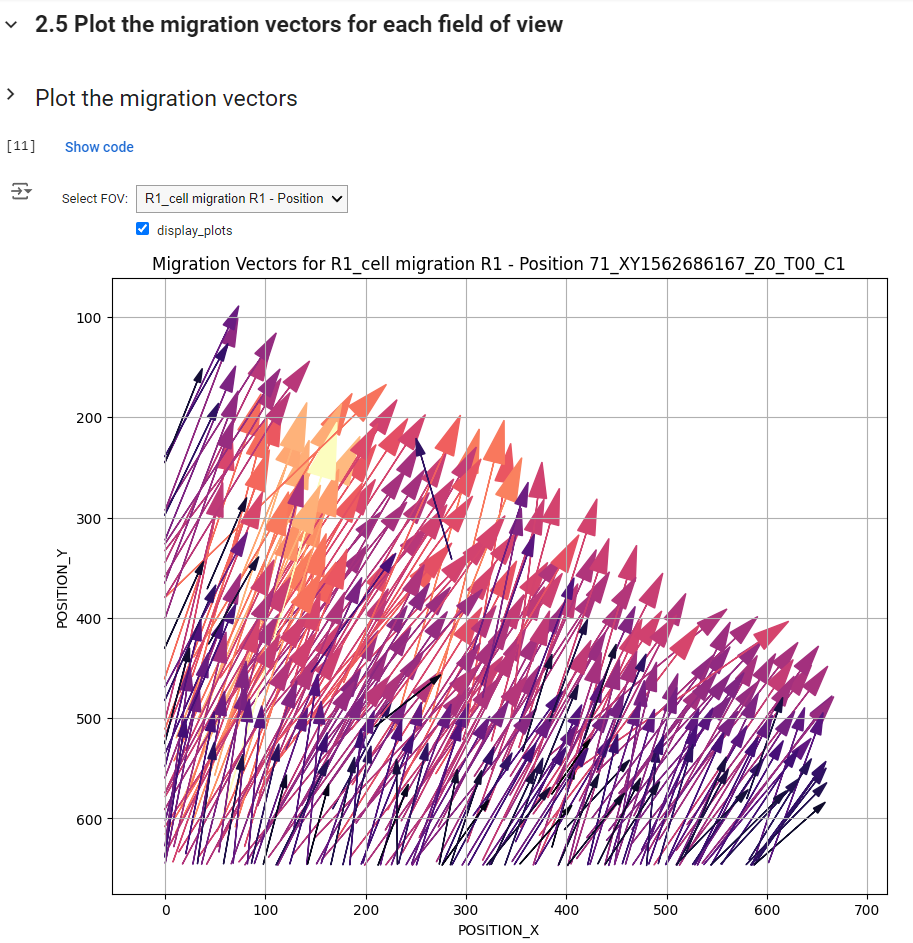 2.5 Plot the migration vectors for each field of view
Plot the migration vectors
[11] Show code
Select FOV: R1_cell migration R1 - Position
display_plots
Migration Vectors for R1_cell migration R1 - Position 71_XY1562686167_Z0_T00_C1
POSITION_Y
100
200
300
400
500
600
0 100 200 300 400 500 600 700
POSITION_X